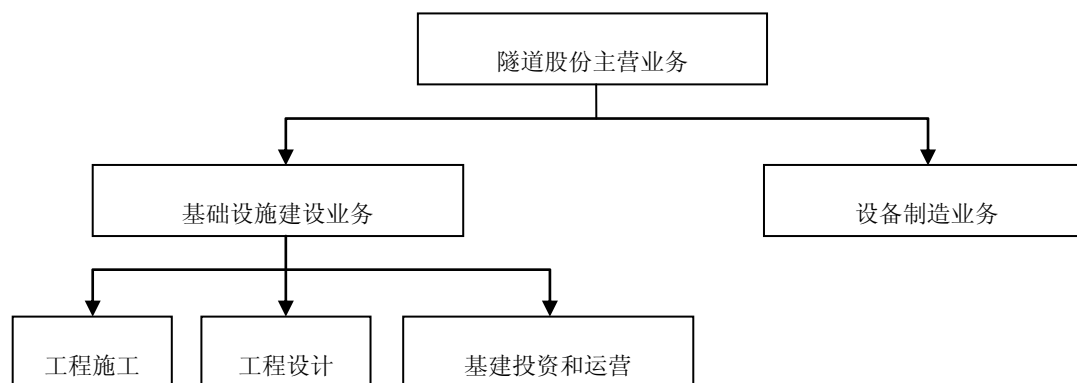 隧道股份主营业务
基础设施建设业务
设备制造业务
工程施工
工程设计
基建投资和运营